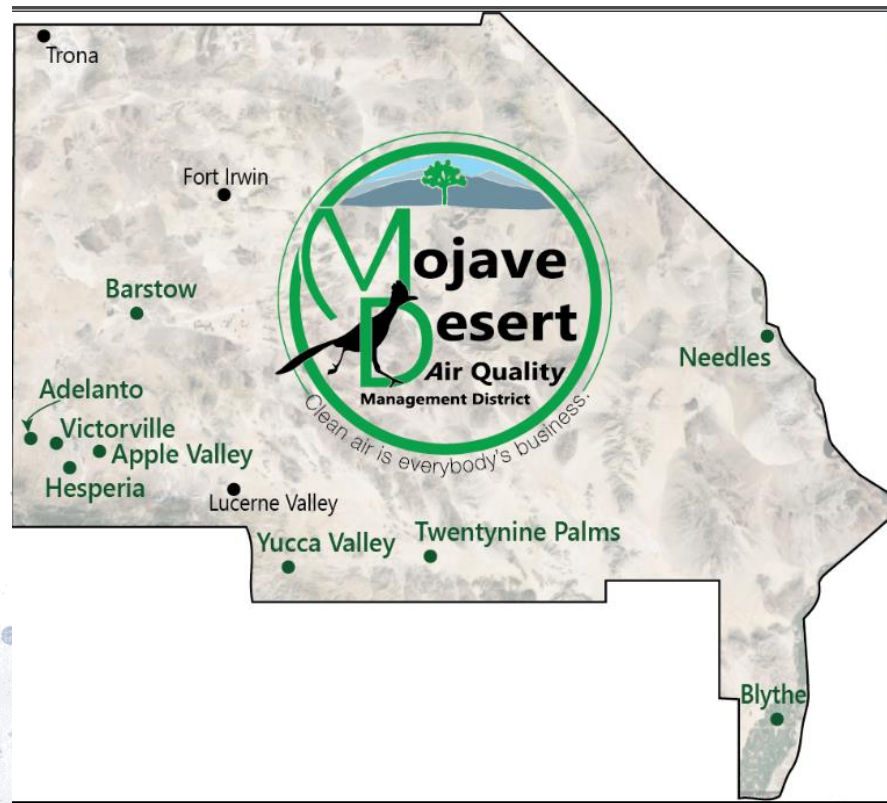 Trona
Fort Irwin
Barstow
Mojave
Desert
Air Quality
Management District
Clean air is everybody's business.
Needles
Adelanto
Victorville
Apple Valley
Hesperia
Lucerne Valley
Yucca Valley
Twentynine Palms
Blythe